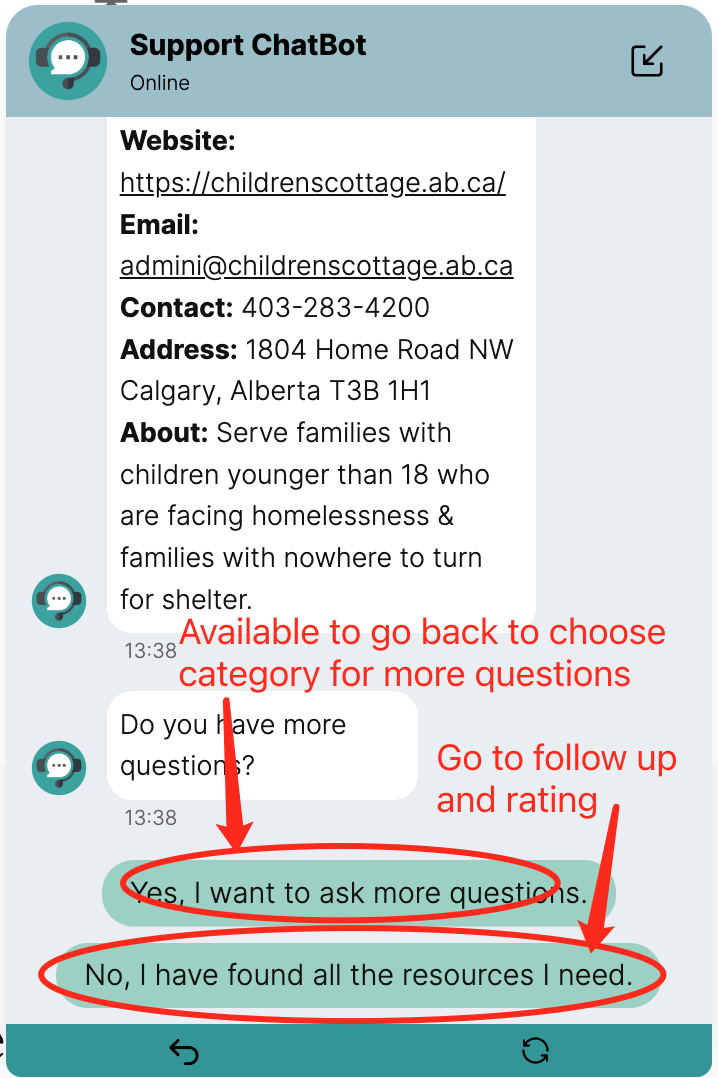 Support ChatBot
Online
Website:
https://childrenscottage.ab.ca/
Email:
admini@childrenscottage.ab.ca
Contact: 403-283-4200
Address: 1804 Home Road NW
Calgary, Alberta T3B 1H1
About: Serve families with
children younger than 18 who
are facing homelessness &
families with nowhere to turn
for shelter.
13:38
Available to go back to choose
category for more questions
Do you have more
questions?
13:38
Go to follow up
and rating
Yes, I want to ask more questions.
No, I have found all the resources I need.